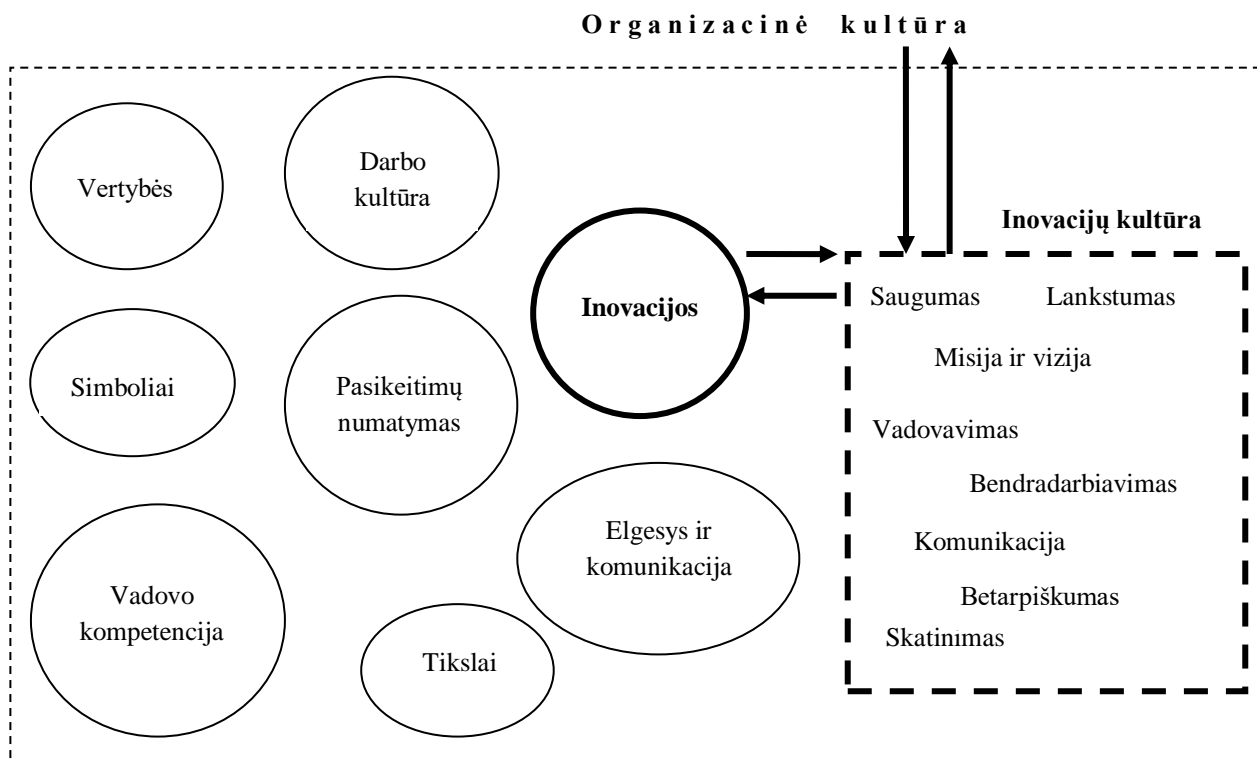 Organizacinė kultūra
Vertybės
Darbo
kultūra
Inovacijos
Inovacijų kultūra
Saugumas Lankstumas
Misija ir vizija
Vadovavimas
Bendradarbiavimas
Komunikacija
Betarpiškumas
Skatinimas
Simboliai
Pasikeitimų
numatymas
Elgesys ir
komunikacija
Vadovo
kompetencija
Tikslai